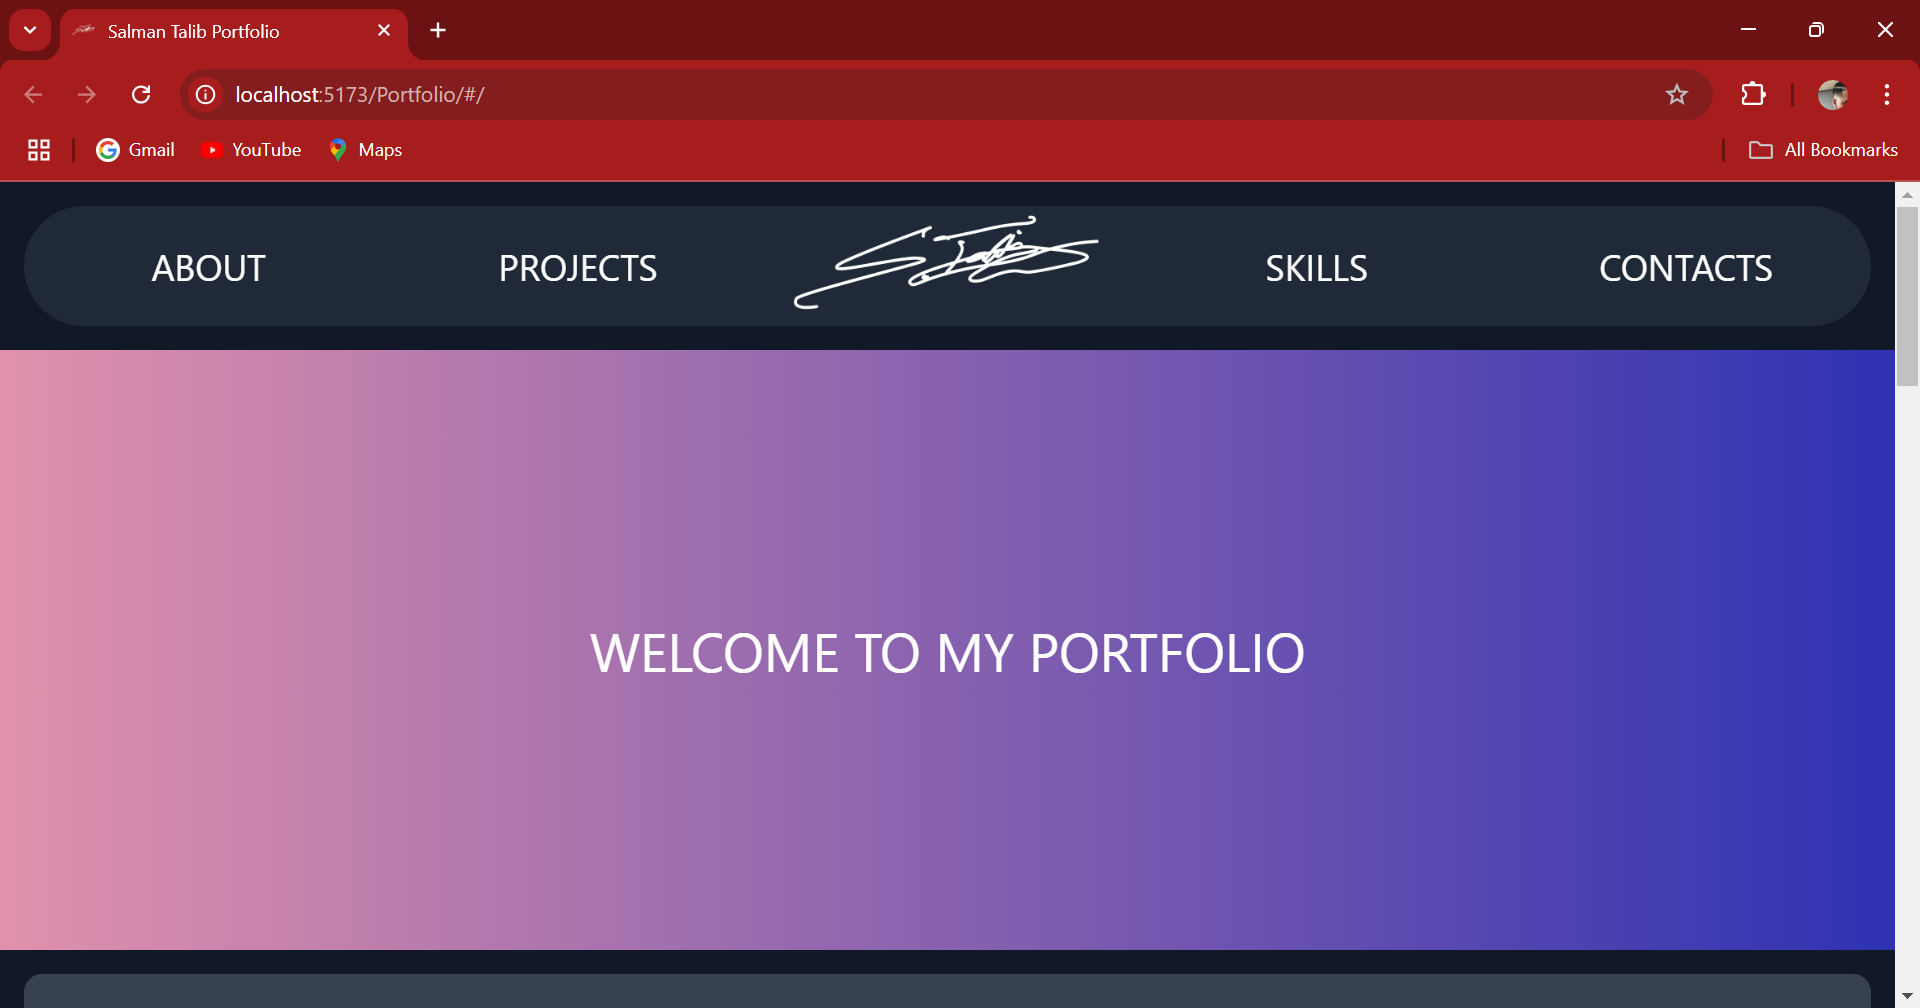 Salman Talib Portfolio
localhost:5173/Portfolio/#/
Gmail YouTube Maps All Bookmarks
ABOUT PROJECTS S.Talib SKILLS CONTACTS
WELCOME TO MY PORTFOLIO